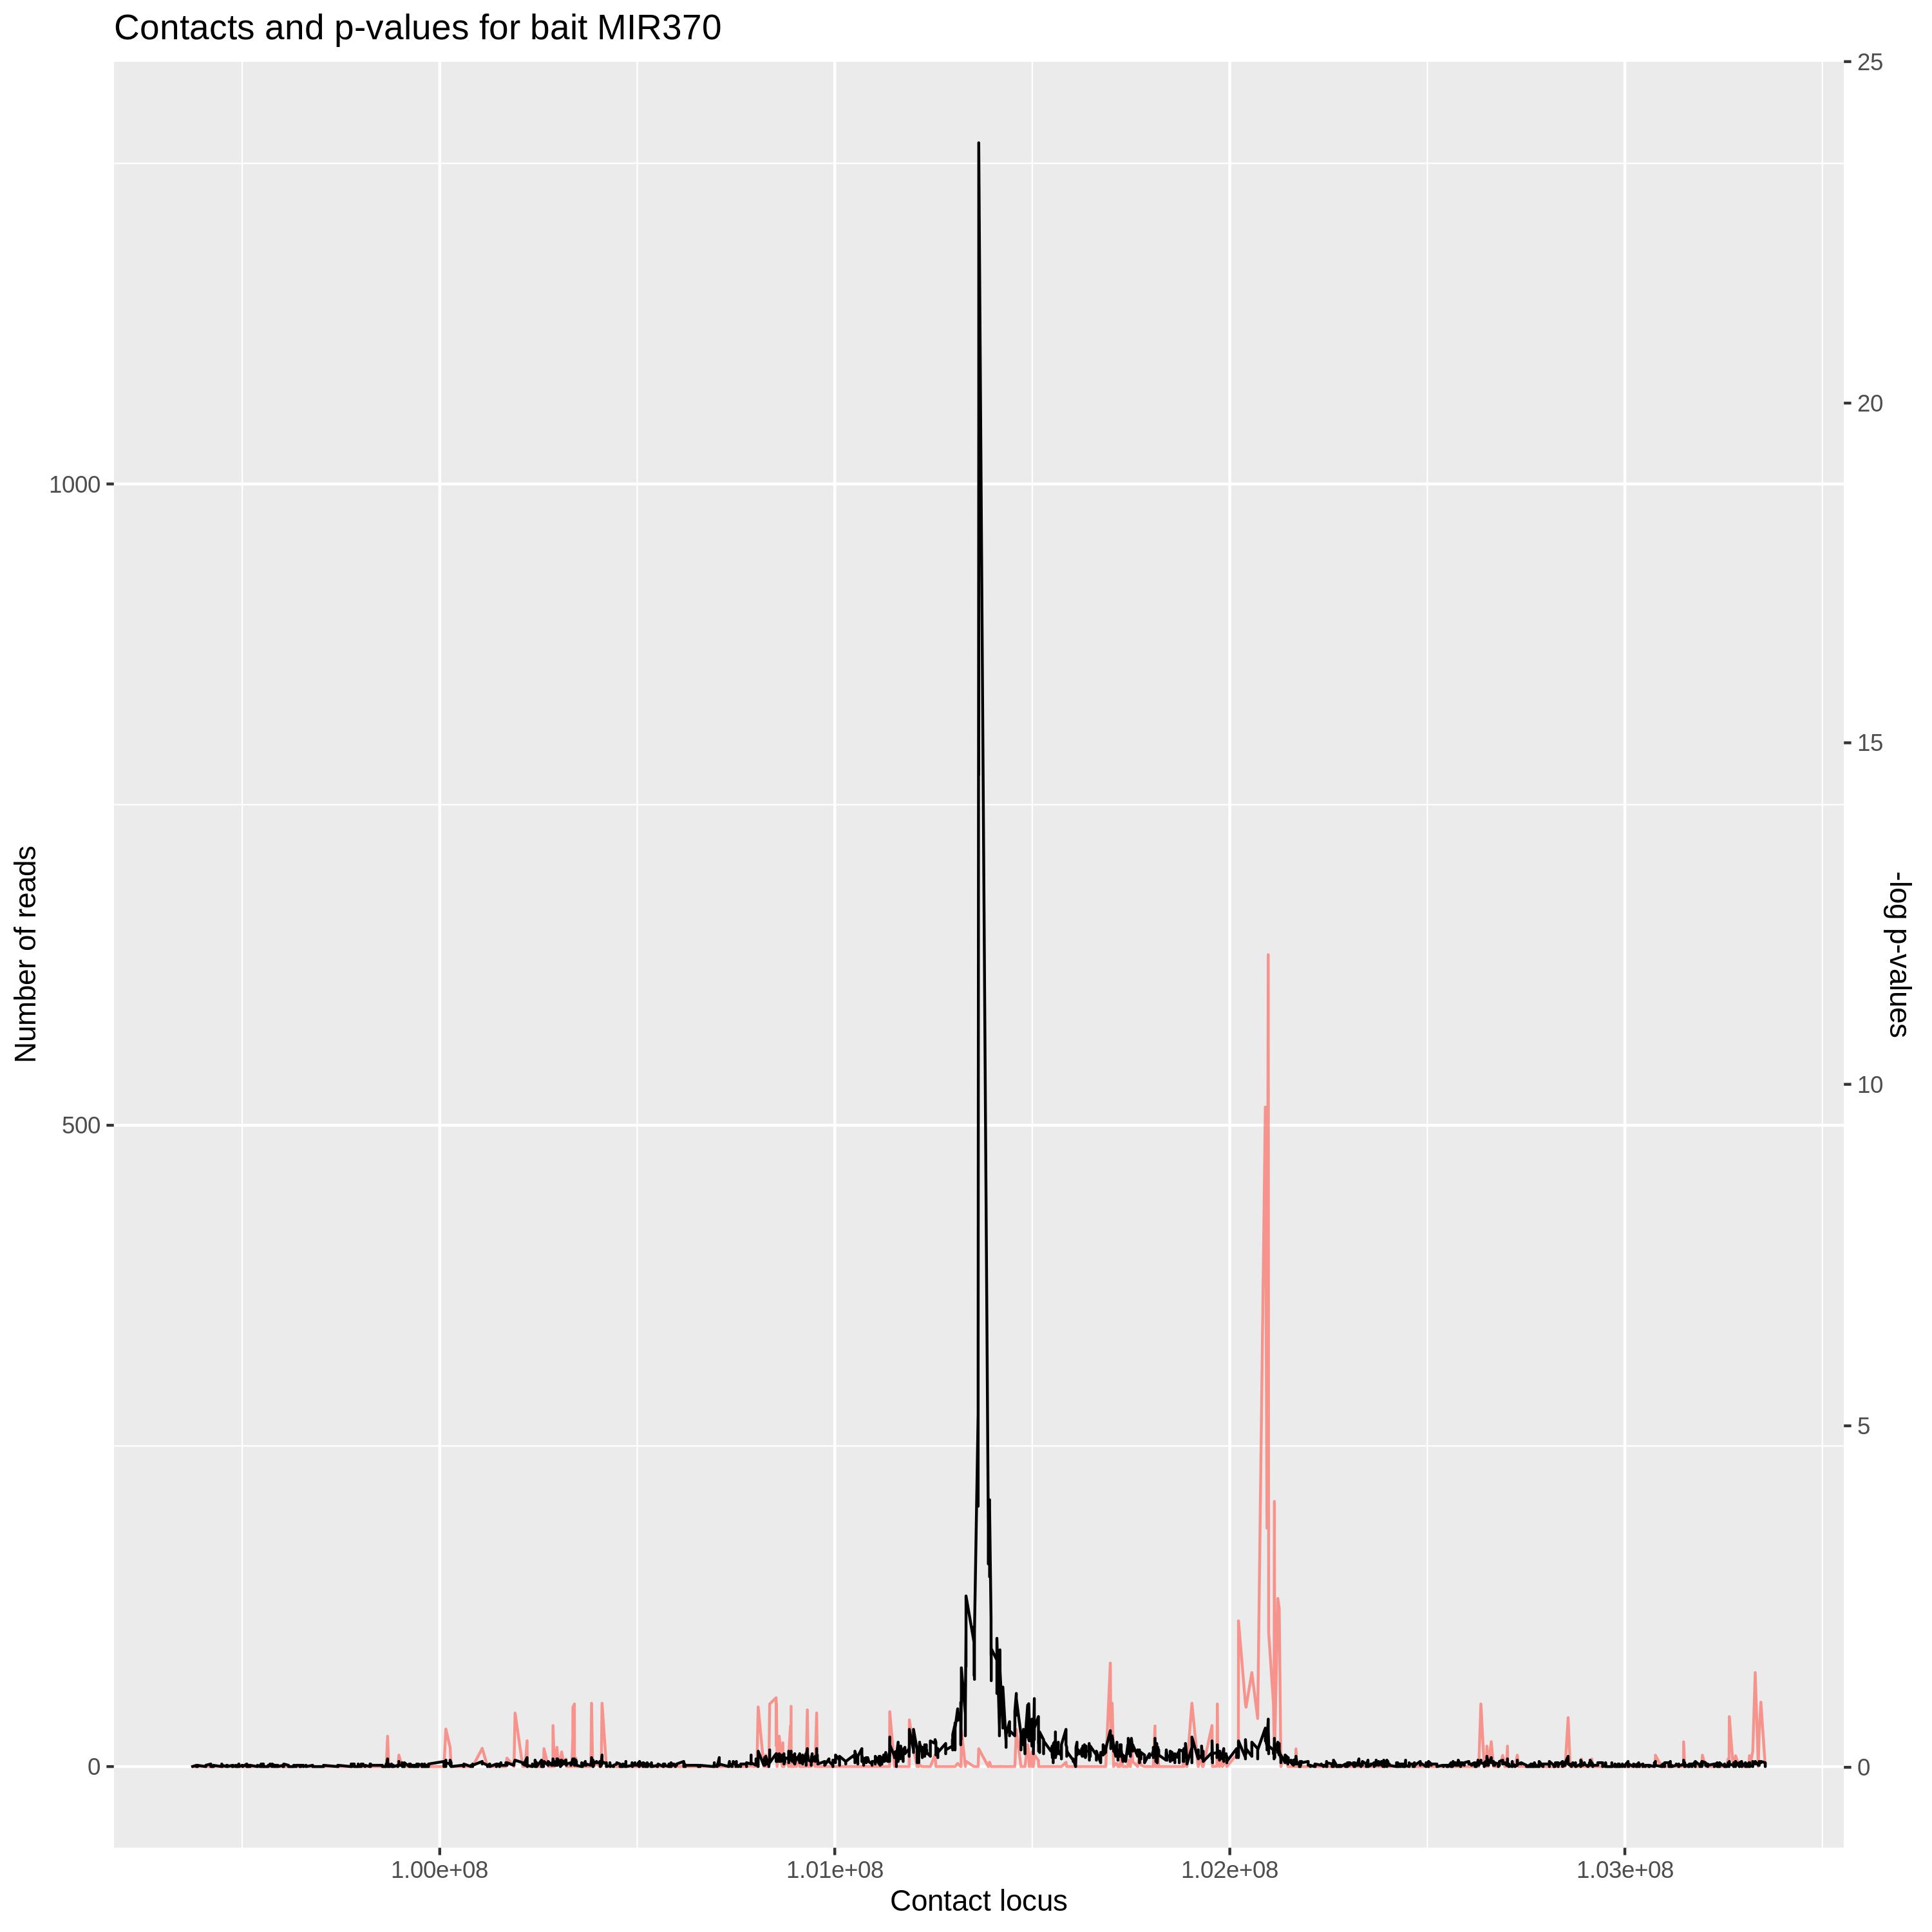 Contacts and p-values for bait MIR370
25
20
1000
15
Number of reads
-log p-values
10
500
5
0
0
1.00e+08
1.01e+08
1.02e+08
1.03e+08
Contact locus